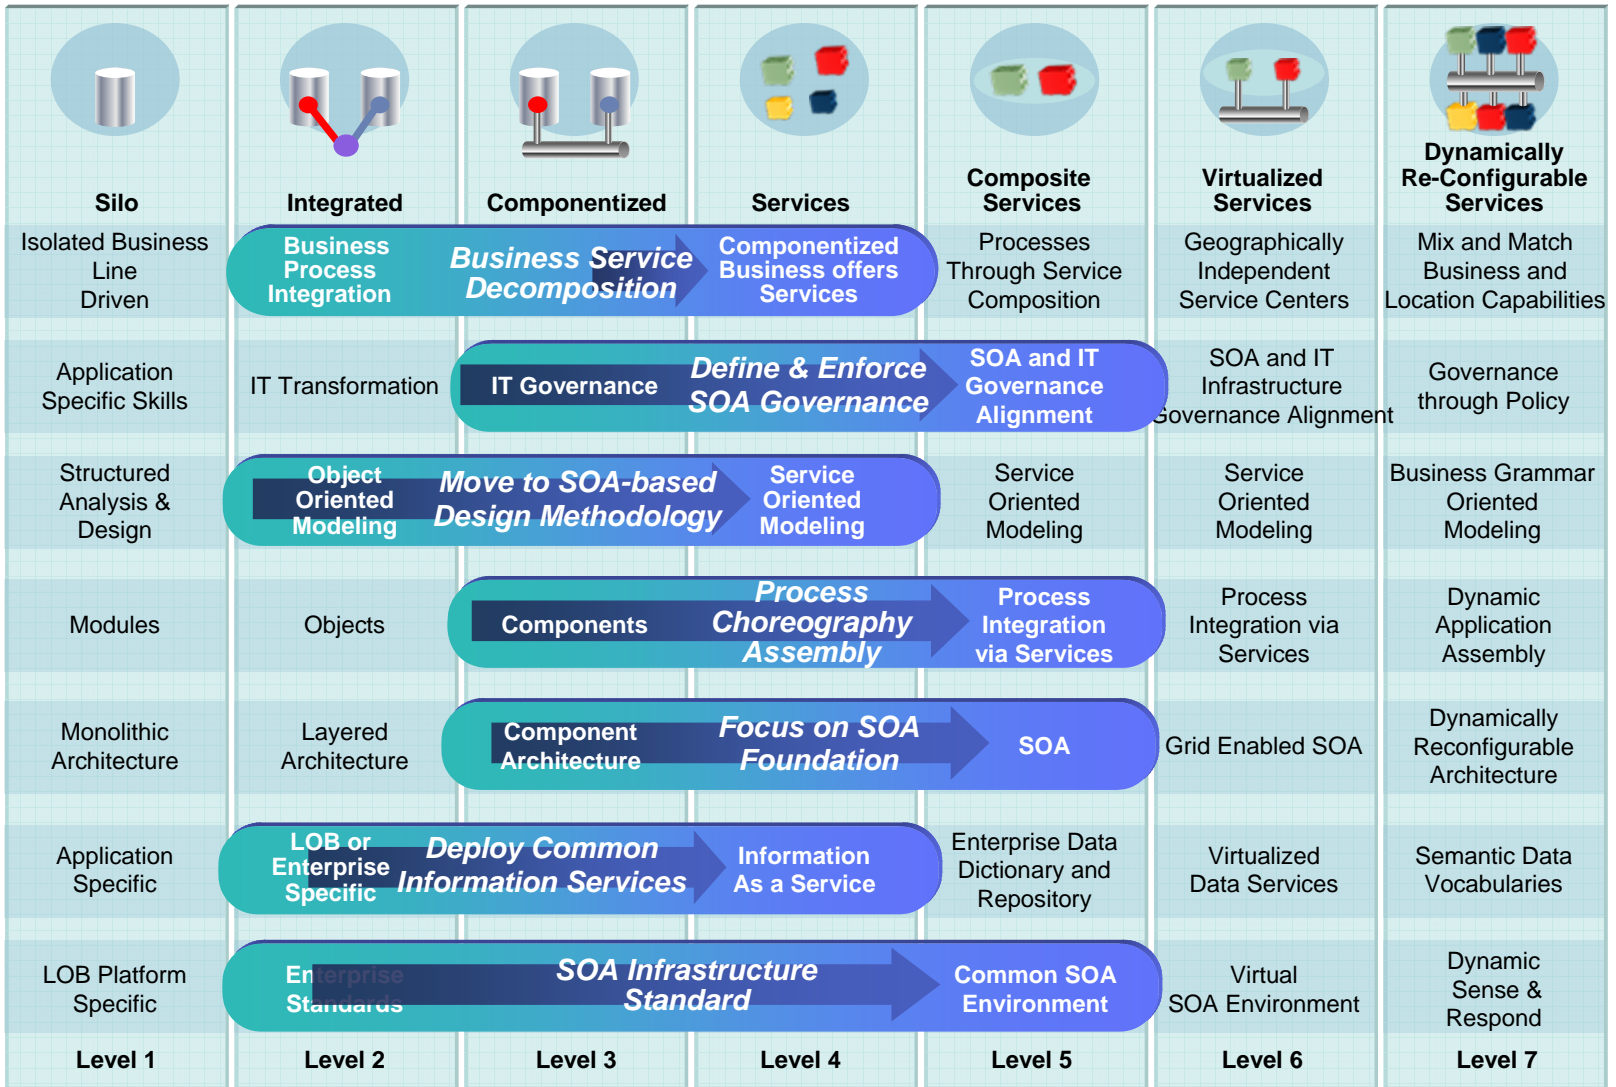 Silo
Integrated
Componentized
Services
Composite
Services
Virtualized
Services
Dynamically
Re-Configurable
Services
Isolated Business
Line
Driven
Business
Process
Integration
Business Service
Decomposition
Componentized
Business offers
Services
Processes
Through Service
Composition
Geographically
Independent
Service Centers
Mix and Match
Business and
Location Capabilities
Application
Specific Skills
IT Transformation
IT Governance
Define & Enforce
SOA Governance
SOA and IT
Governance
Alignment
SOA and IT
Infrastructure
Governance Alignment
Governance
through Policy
Structured
Analysis &
Design
Object
Oriented
Modeling
Move to SOA-based
Design Methodology
Service
Oriented
Modeling
Service
Oriented
Modeling
Service
Oriented
Modeling
Business Grammar
Oriented
Modeling
Modules
Objects
Components
Process
Choreography
Assembly
Process
Integration
via Services
Process
Integration via
Services
Dynamic
Application
Assembly
Monolithic
Architecture
Layered
Architecture
Component
Architecture
Focus on SOA
Foundation
SOA
Grid Enabled SOA
Dynamically
Reconfigurable
Architecture
Application
Specific
LOB or
Enterprise
Specific
Deploy Common
Information Services
Information
As a Service
Enterprise Data
Dictionary and
Repository
Virtualized
Data Services
Semantic Data
Vocabularies
LOB Platform
Specific
Enterprise
Standards
SOA Infrastructure
Standard
Common SOA
Environment
Virtual
SOA Environment
Dynamic
Sense &
Respond
Level 1
Level 2
Level 3
Level 4
Level 5
Level 6
Level 7